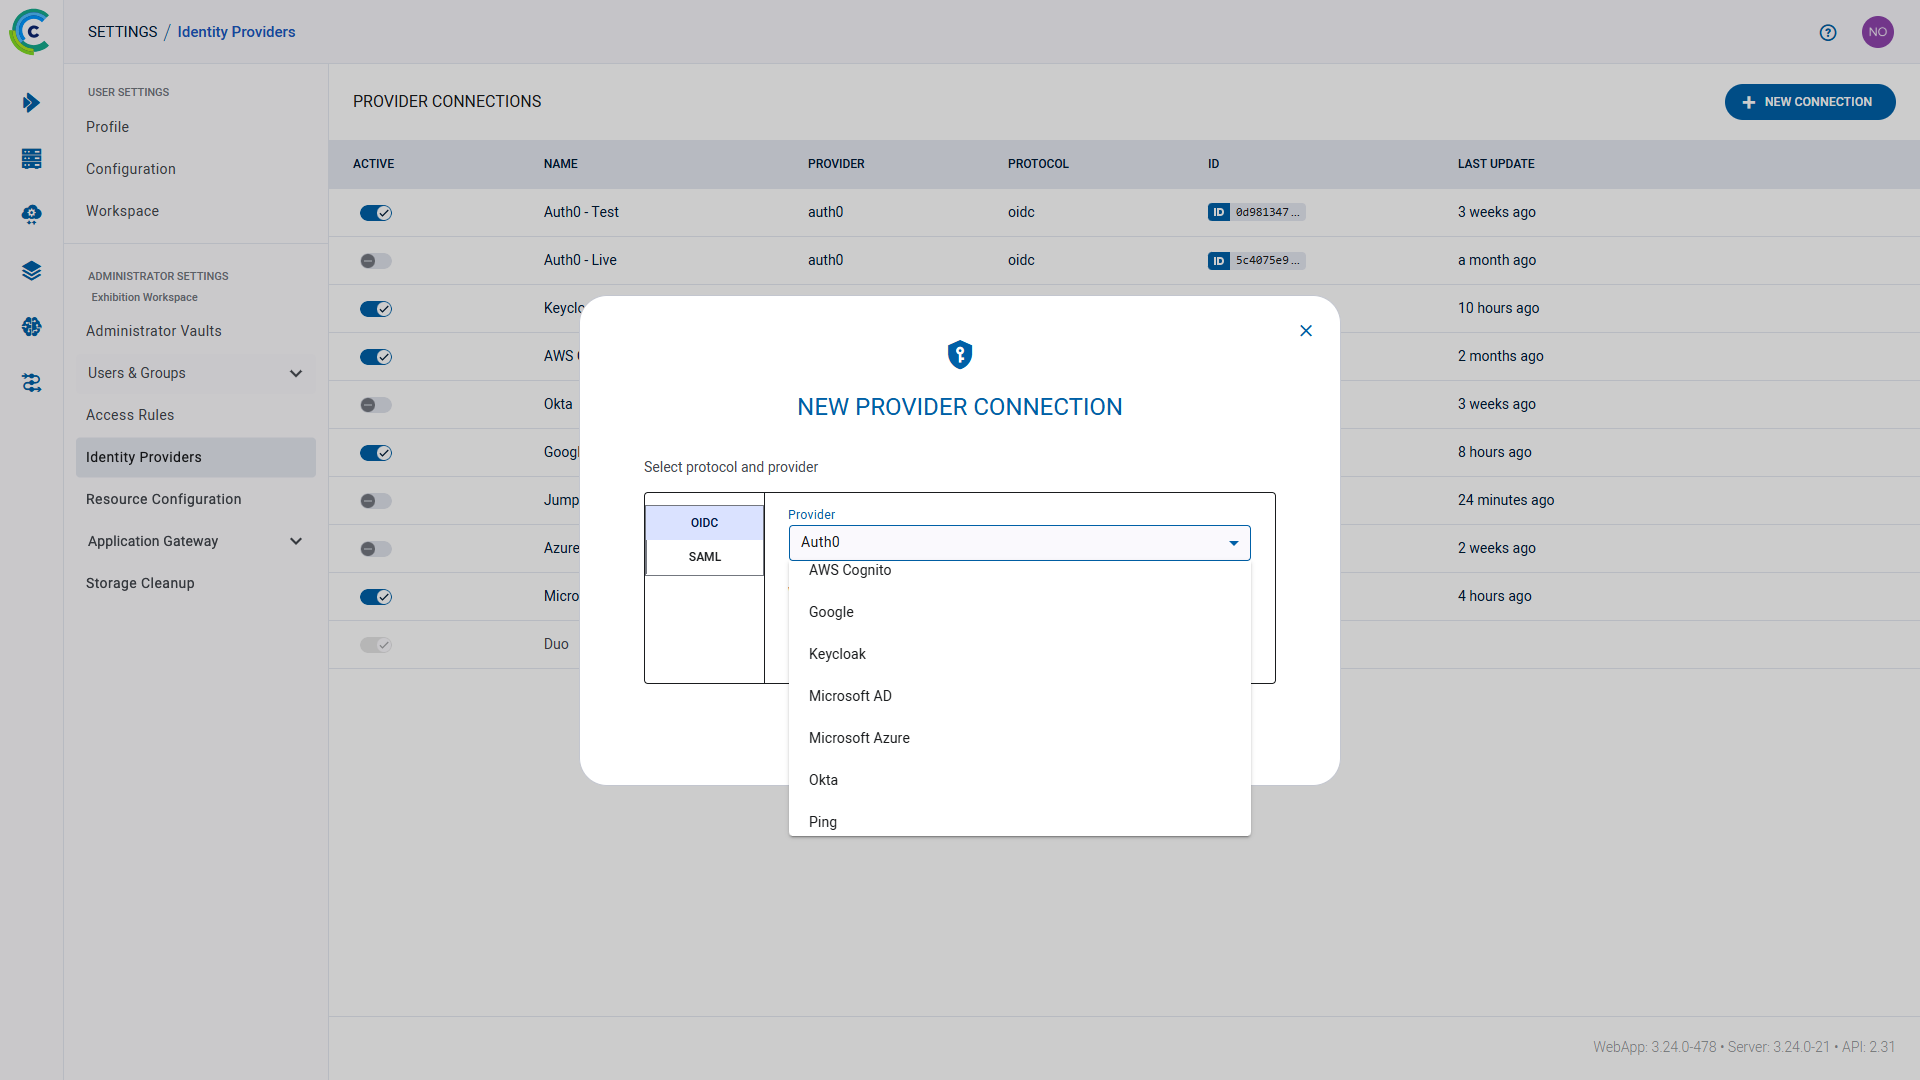 SETTINGS / Identity Providers
NO
USER SETTINGS
Profile
Configuration
Workspace
ADMINISTRATOR SETTINGS
Exhibition Workspace
Administrator Vaults
Users & Groups
Access Rules
Identity Providers
Resource Configuration
Application Gateway
Storage Cleanup
PROVIDER CONNECTIONS
NEW CONNECTION
ACTIVE NAME PROVIDER PROTOCOL ID LAST UPDATE
Auth0 - Test auth0 oidc ID 0d981347... 3 weeks ago
Auth0 - Live auth0 oidc ID 5c4075e9... a month ago
Keyclo 10 hours ago
AWS 2 months ago
Okta 3 weeks ago
Googl 8 hours ago
Jump 24 minutes ago
Azure 2 weeks ago
Micro 4 hours ago
Duo
NEW PROVIDER CONNECTION
Select protocol and provider
OIDC
SAML
Provider
Auth0
AWS Cognito
Google
Keycloak
Microsoft AD
Microsoft Azure
Okta
Ping
WebApp: 3.24.0-478 • Server: 3.24.0-21 • API: 2.31